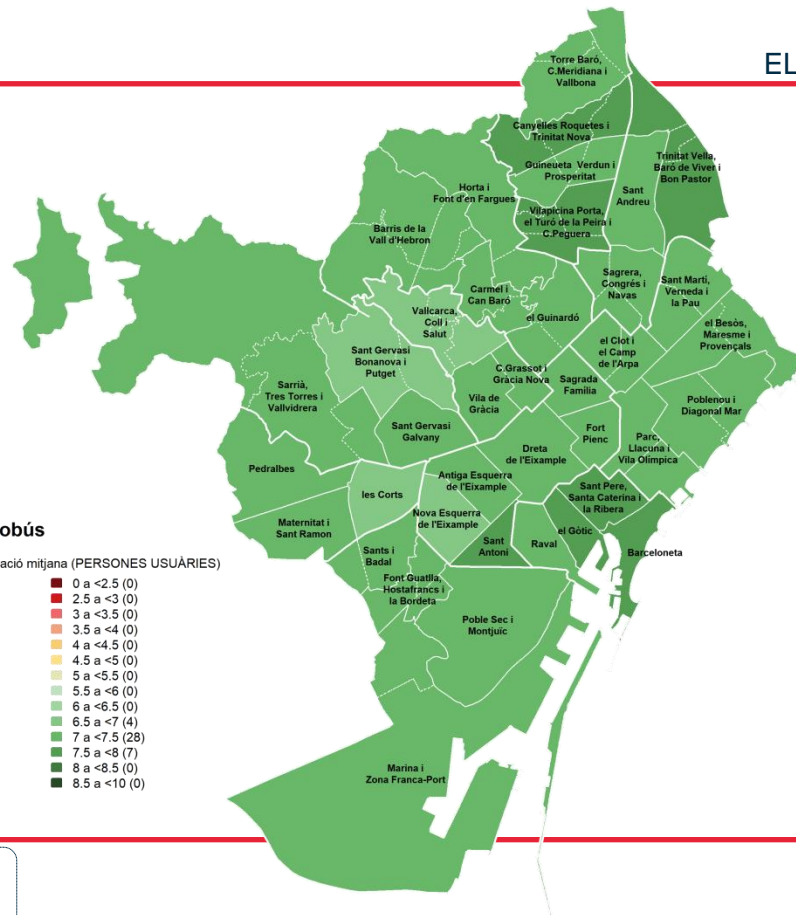 EL
Torre Baró,
C.Meridiana i
Vallbona
Canyelles Roquetes i
Trinitat Nova
Guineueta Verdun i
Prosperitat
Trinitat Vella,
Baró de Viver i
Bon Pastor
Horta i
Font d'en Fargues
Sant
Andreu
Vilapicina Porta,
el Turó de la Peira i
C.Peguera
Barris de la
Vall d'Hebron
Sagrera,
Congrés i
Navas
Sant Martí,
Verneda i
la Pau
Carmel i
Can Baró
Vallcarca,
Coll i
Salut
el Guinardó
el Besòs,
Maresme i
Provençals
el Clot i
el Camp
de l'Arpa
Sant Gervasi
Bonanova i
Putget
C.Grassot i
Gràcia Nova
Sagrada
Família
Sarrià,
Tres Torres i
Vallvidrera
Vila de
Gràcia
Poblenou i
Diagonal Mar
Sant Gervasi
Galvany
Fort
Pienc
Parc,
Llacuna i
Vila Olímpica
Dreta
de l'Eixample
Pedralbes
Antiga Esquerra
de l'Eixample
les Corts
Sant Pere,
Santa Caterina i
la Ribera
Nova Esquerra
de l'Eixample
Maternitat i
Sant Ramon
el Gòtic
Sant
Antoni
Raval
Barceloneta
Sants i
Badal
Font Guatlla,
Hostafrancs i
la Bordeta
Poble Sec i
Montjuïc
Marina i
Zona Franca-Port
obús
ació mitjana (PERSONES USUÀRIES)
0 a <2.5 (0)
2.5 a <3 (0)
3 a <3.5 (0)
3.5 a <4 (0)
4 a <4.5 (0)
4.5 a <5 (0)
5 a <5.5 (0)
5.5 a <6 (0)
6 a <6.5 (0)
6.5 a <7 (4)
7 a <7.5 (28)
7.5 a <8 (7)
8 a <8.5 (0)
8.5 a <10 (0)